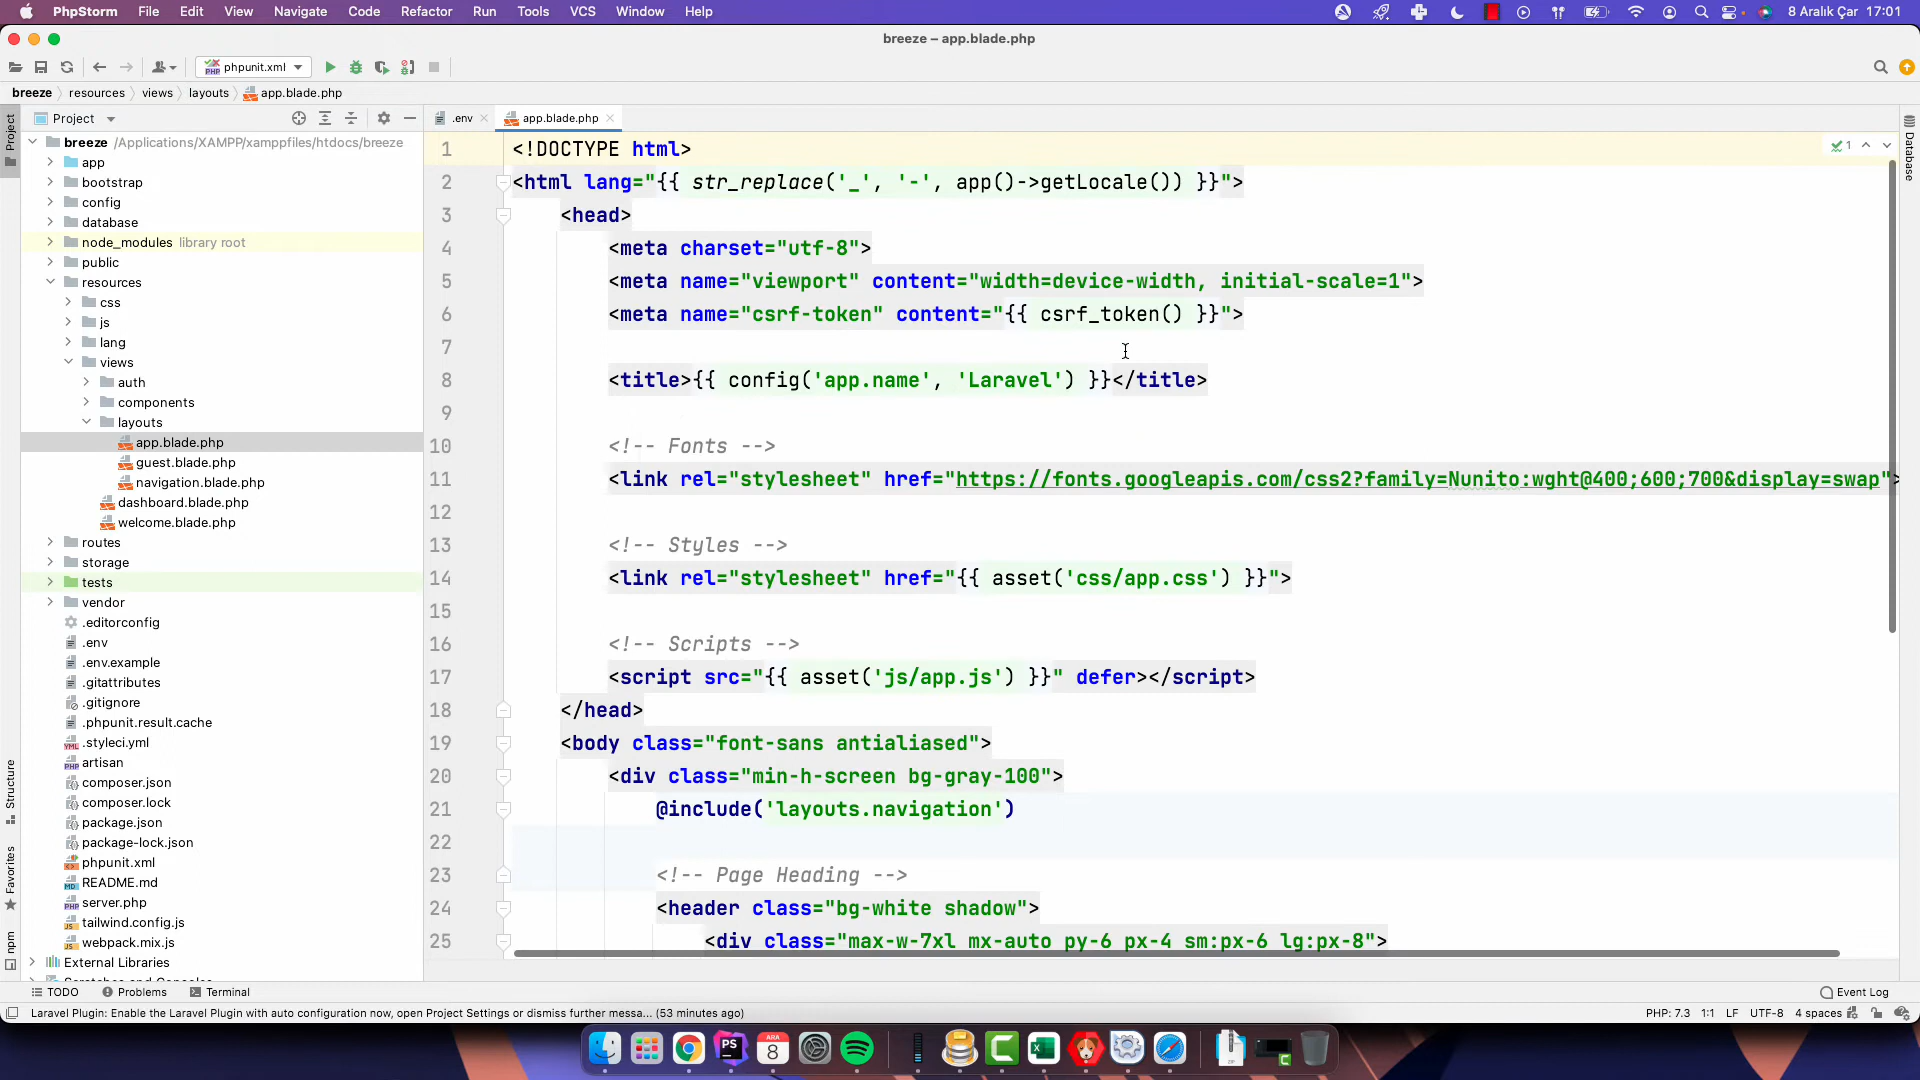 PhpStorm File Edit View Navigate Code Refactor Run Tools VCS Window Help 8 Aralık Çar 17:01
breeze – app.blade.php
phpunit.xml
breeze resources views layouts app.blade.php
Project
.env app.blade.php
breeze /Applications/XAMPP/xamppfiles/htdocs/breeze
app
bootstrap
config
database
node_modules library root
public
resources
css
js
lang
views
auth
components
layouts
app.blade.php
guest.blade.php
navigation.blade.php
dashboard.blade.php
welcome.blade.php
routes
storage
tests
vendor
.editorconfig
.env
.env.example
.gitattributes
.gitignore
.phpunit.result.cache
.styleci.yml
artisan
composer.json
composer.lock
package.json
package-lock.json
phpunit.xml
README.md
server.php
tailwind.config.js
webpack.mix.js
External Libraries
Project
Structure
Favorites
npm
1 <!DOCTYPE html>
2 <html lang="{{ str_replace('_', '-', app()->getLocale()) }}">
3 <head>
4 <meta charset="utf-8">
5 <meta name="viewport" content="width=device-width, initial-scale=1">
6 <meta name="csrf-token" content="{{ csrf_token() }}">
7
8 <title>{{ config('app.name', 'Laravel') }}</title>
9
10 <!-- Fonts -->
11 <link rel="stylesheet" href="https://fonts.googleapis.com/css2?family=Nunito:wght@400;600;700&display=swap">
12
13 <!-- Styles -->
14 <link rel="stylesheet" href="{{ asset('css/app.css') }}">
15
16 <!-- Scripts -->
17 <script src="{{ asset('js/app.js') }}" defer></script>
18 </head>
19 <body class="font-sans antialiased">
20 <div class="min-h-screen bg-gray-100">
21 @include('layouts.navigation')
22
23 <!-- Page Heading -->
24 <header class="bg-white shadow">
25 <div class="max-w-7xl mx-auto py-6 px-4 sm:px-6 lg:px-8">
1
Database
TODO Problems Terminal Event Log
Laravel Plugin: Enable the Laravel Plugin with auto configuration now, open Project Settings or dismiss further messa... (53 minutes ago) PHP: 7.3 1:1 LF UTF-8 4 spaces
PS
ARA
8